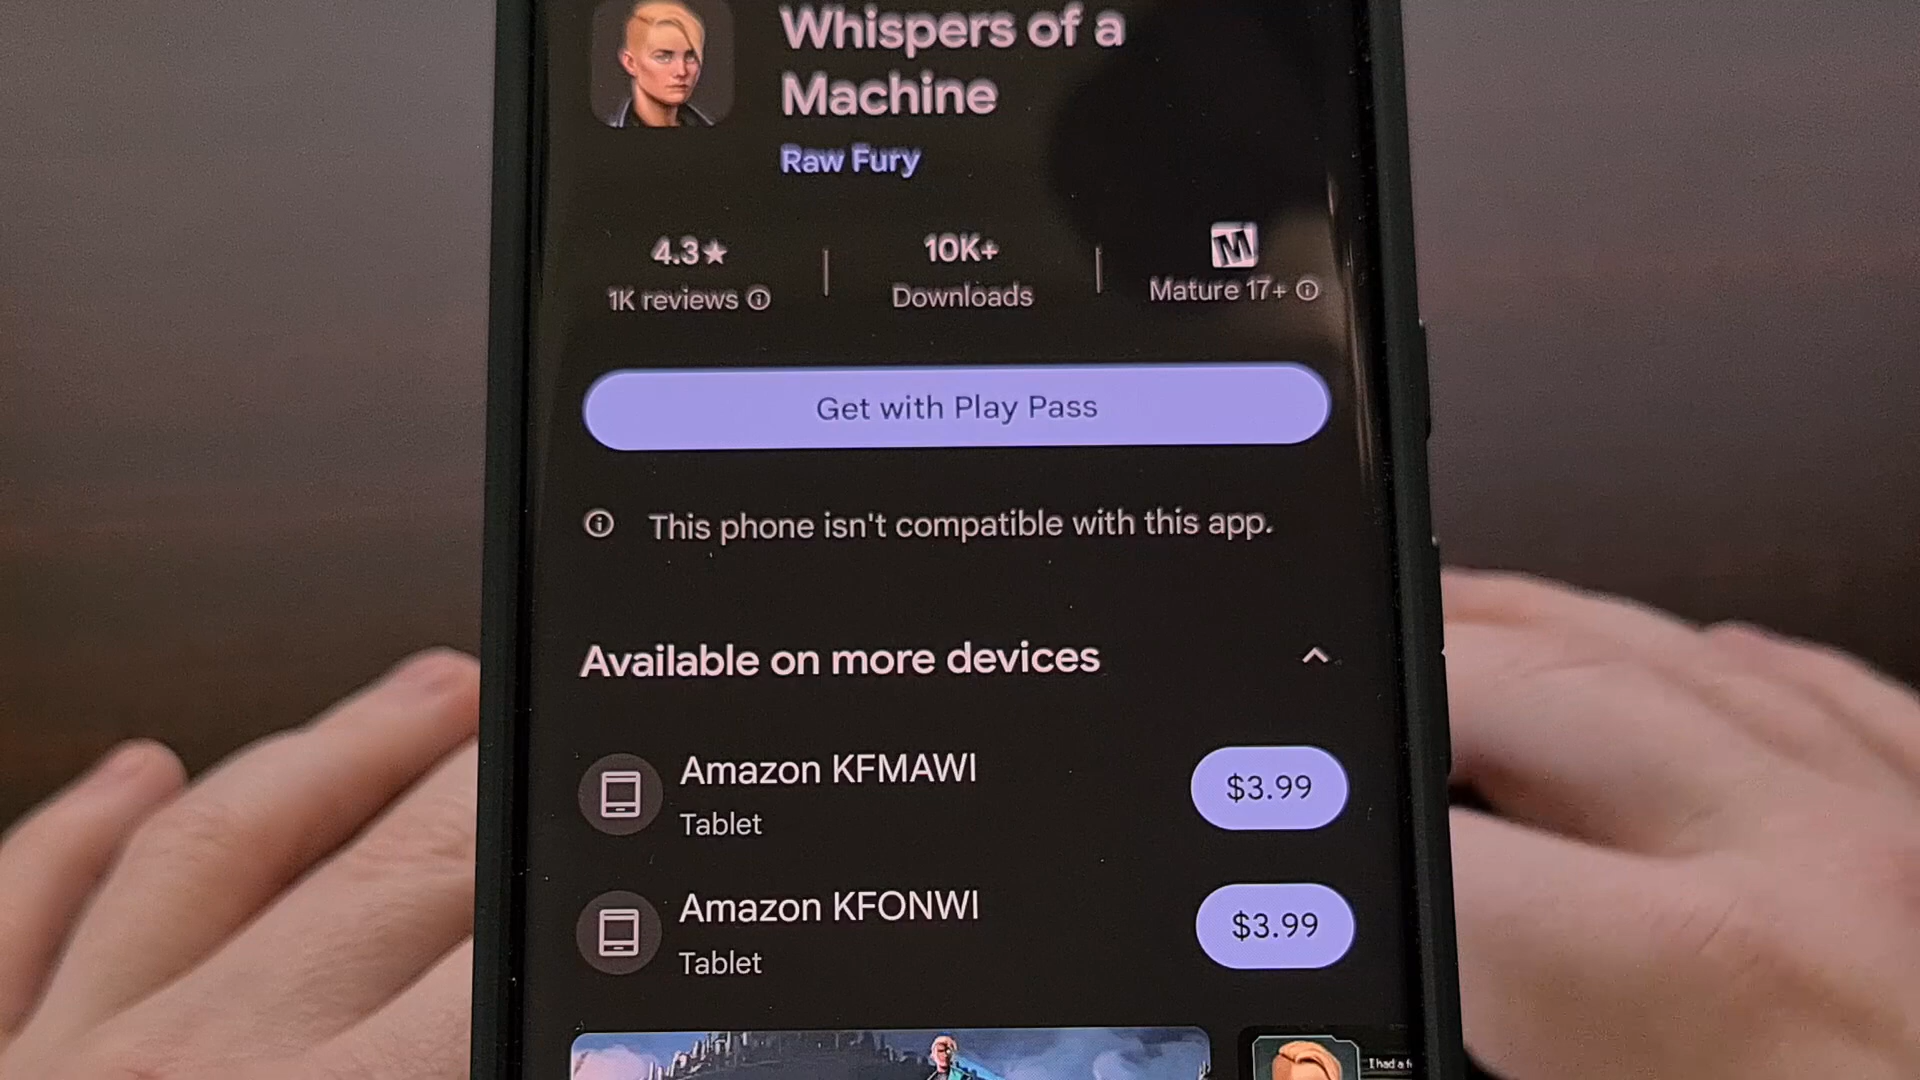 Whispers of a
Machine
Raw Fury
4.3★
1K reviews
10K+
Downloads
M
Mature 17+
Get with Play Pass
This phone isn't compatible with this app.
Available on more devices
Amazon KFMAWI
Tablet
$3.99
Amazon KFONWI
Tablet
$3.99
I had a f